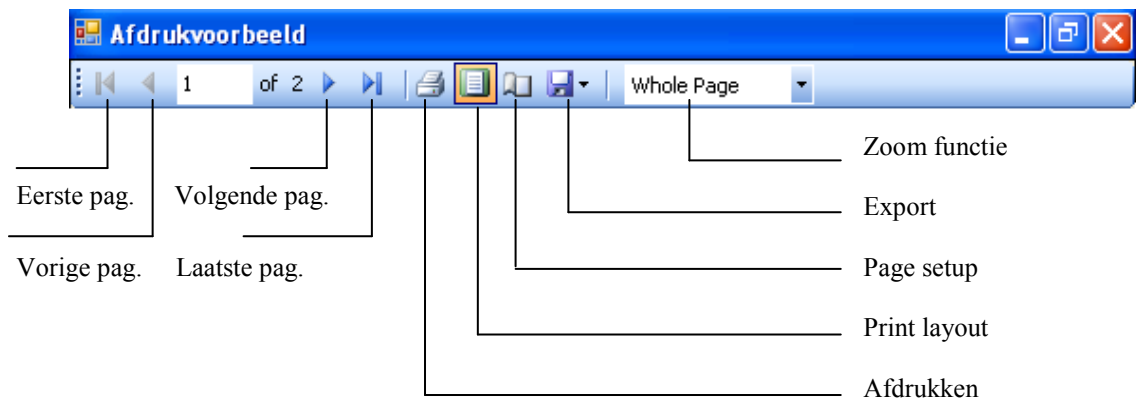 Afdrukvoorbeeld
1 of 2 Whole Page
Zoom functie
Eerste pag. Volgende pag.
Export
Vorige pag. Laatste pag.
Page setup
Print layout
Afdrukken